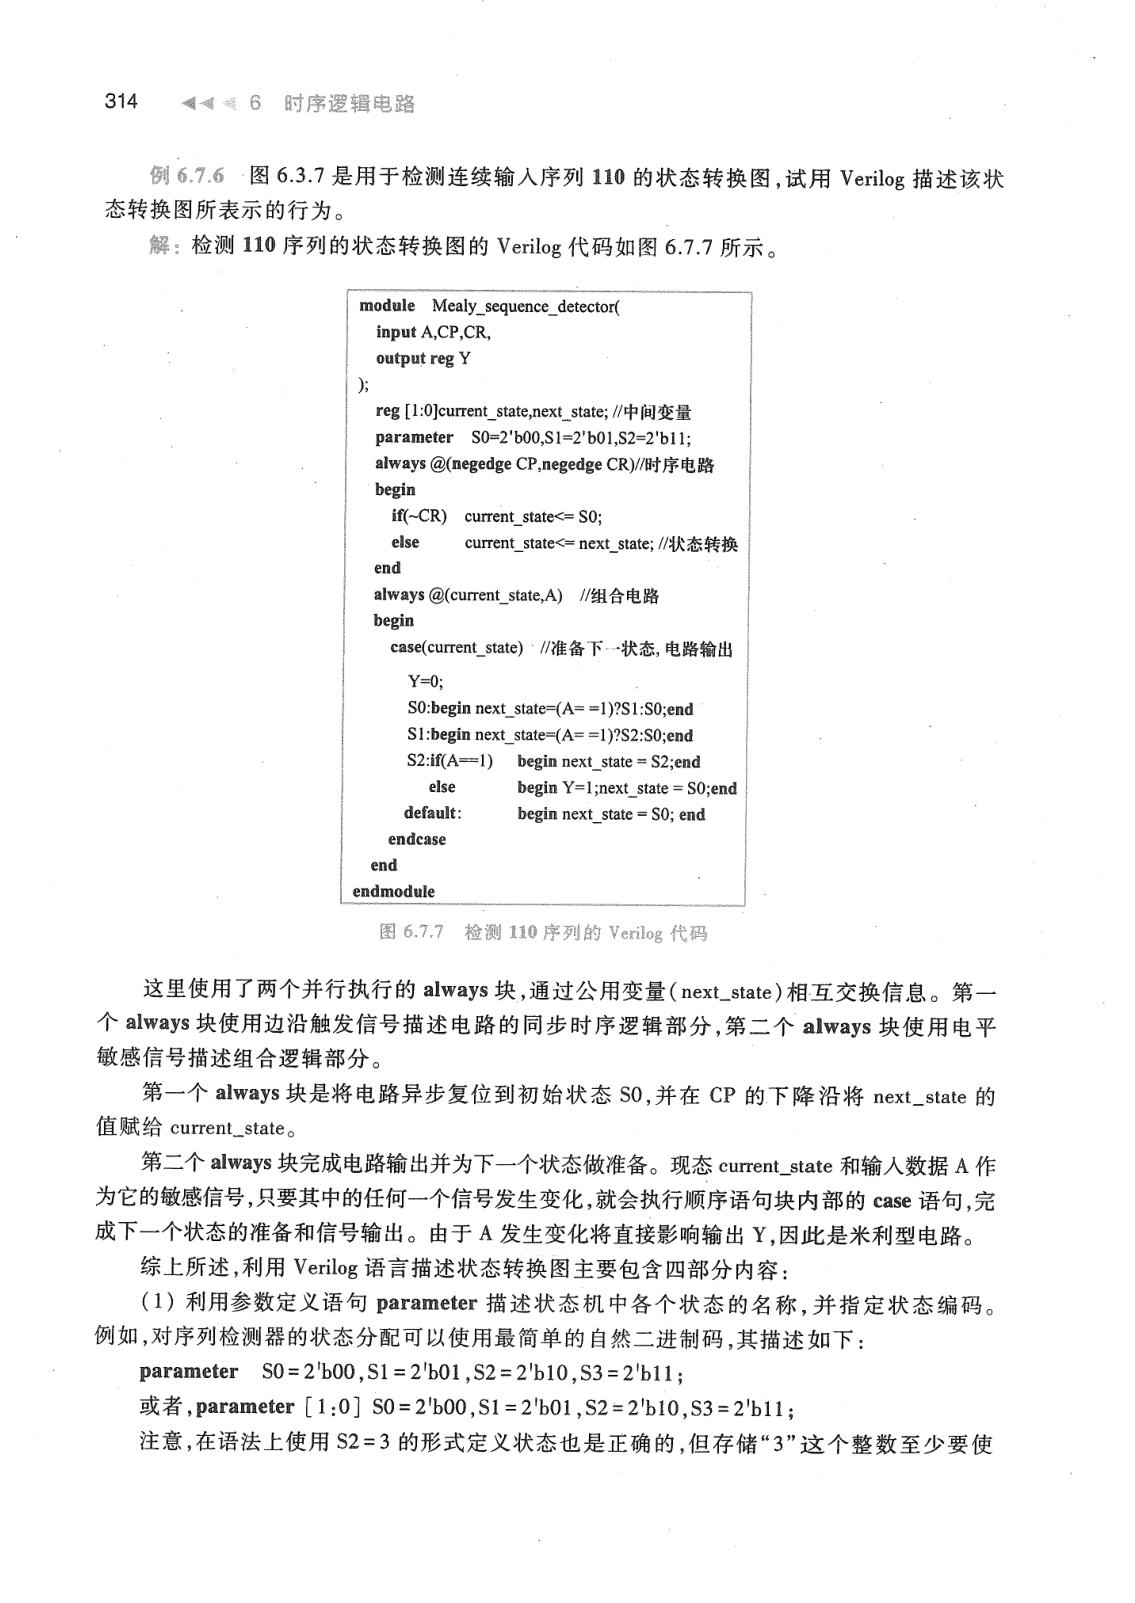 314 6 时序逻辑电路
例 6.7.6 图 6.3.7 是用于检测连续输入序列 110 的状态转换图,试用 Verilog 描述该状
态转换图所表示的行为。
解：检测 110 序列的状态转换图的 Verilog 代码如图 6.7.7 所示。
module Mealy_sequence_detector(
input A,CP,CR,
output reg Y
);
reg [1:0]current_state,next_state; //中间变量
parameter S0=2'b00,S1=2'b01,S2=2'b11;
always @(negedge CP,negedge CR)//时序电路
begin
if(~CR) current_state<= S0;
else current_state<= next_state; //状态转换
end
always @(current_state,A) //组合电路
begin
case(current_state) //准备下一状态, 电路输出
Y=0;
S0:begin next_state=(A= =1)?S1:S0;end
S1:begin next_state=(A= =1)?S2:S0;end
S2:if(A==1) begin next_state = S2;end
else begin Y=1;next_state = S0;end
default: begin next_state = S0; end
endcase
end
endmodule
图 6.7.7 检测 110 序列的 Verilog 代码
这里使用了两个并行执行的 always 块,通过公用变量(next_state)相互交换信息。第一
个 always 块使用边沿触发信号描述电路的同步时序逻辑部分,第二个 always 块使用电平
敏感信号描述组合逻辑部分。
第一个 always 块是将电路异步复位到初始状态 S0,并在 CP 的下降沿将 next_state 的
值赋给 current_state。
第二个 always 块完成电路输出并为下一个状态做准备。现态 current_state 和输入数据 A 作
为它的敏感信号,只要其中的任何一个信号发生变化,就会执行顺序语句块内部的 case 语句,完
成下一个状态的准备和信号输出。由于 A 发生变化将直接影响输出 Y,因此是米利型电路。
综上所述,利用 Verilog 语言描述状态转换图主要包含四部分内容：
(1) 利用参数定义语句 parameter 描述状态机中各个状态的名称,并指定状态编码。
例如,对序列检测器的状态分配可以使用最简单的自然二进制码,其描述如下：
parameter S0=2'b00,S1=2'b01,S2=2'b10,S3=2'b11;
或者,parameter [1:0] S0=2'b00,S1=2'b01,S2=2'b10,S3=2'b11;
注意,在语法上使用 S2=3 的形式定义状态也是正确的,但存储“3”这个整数至少要使